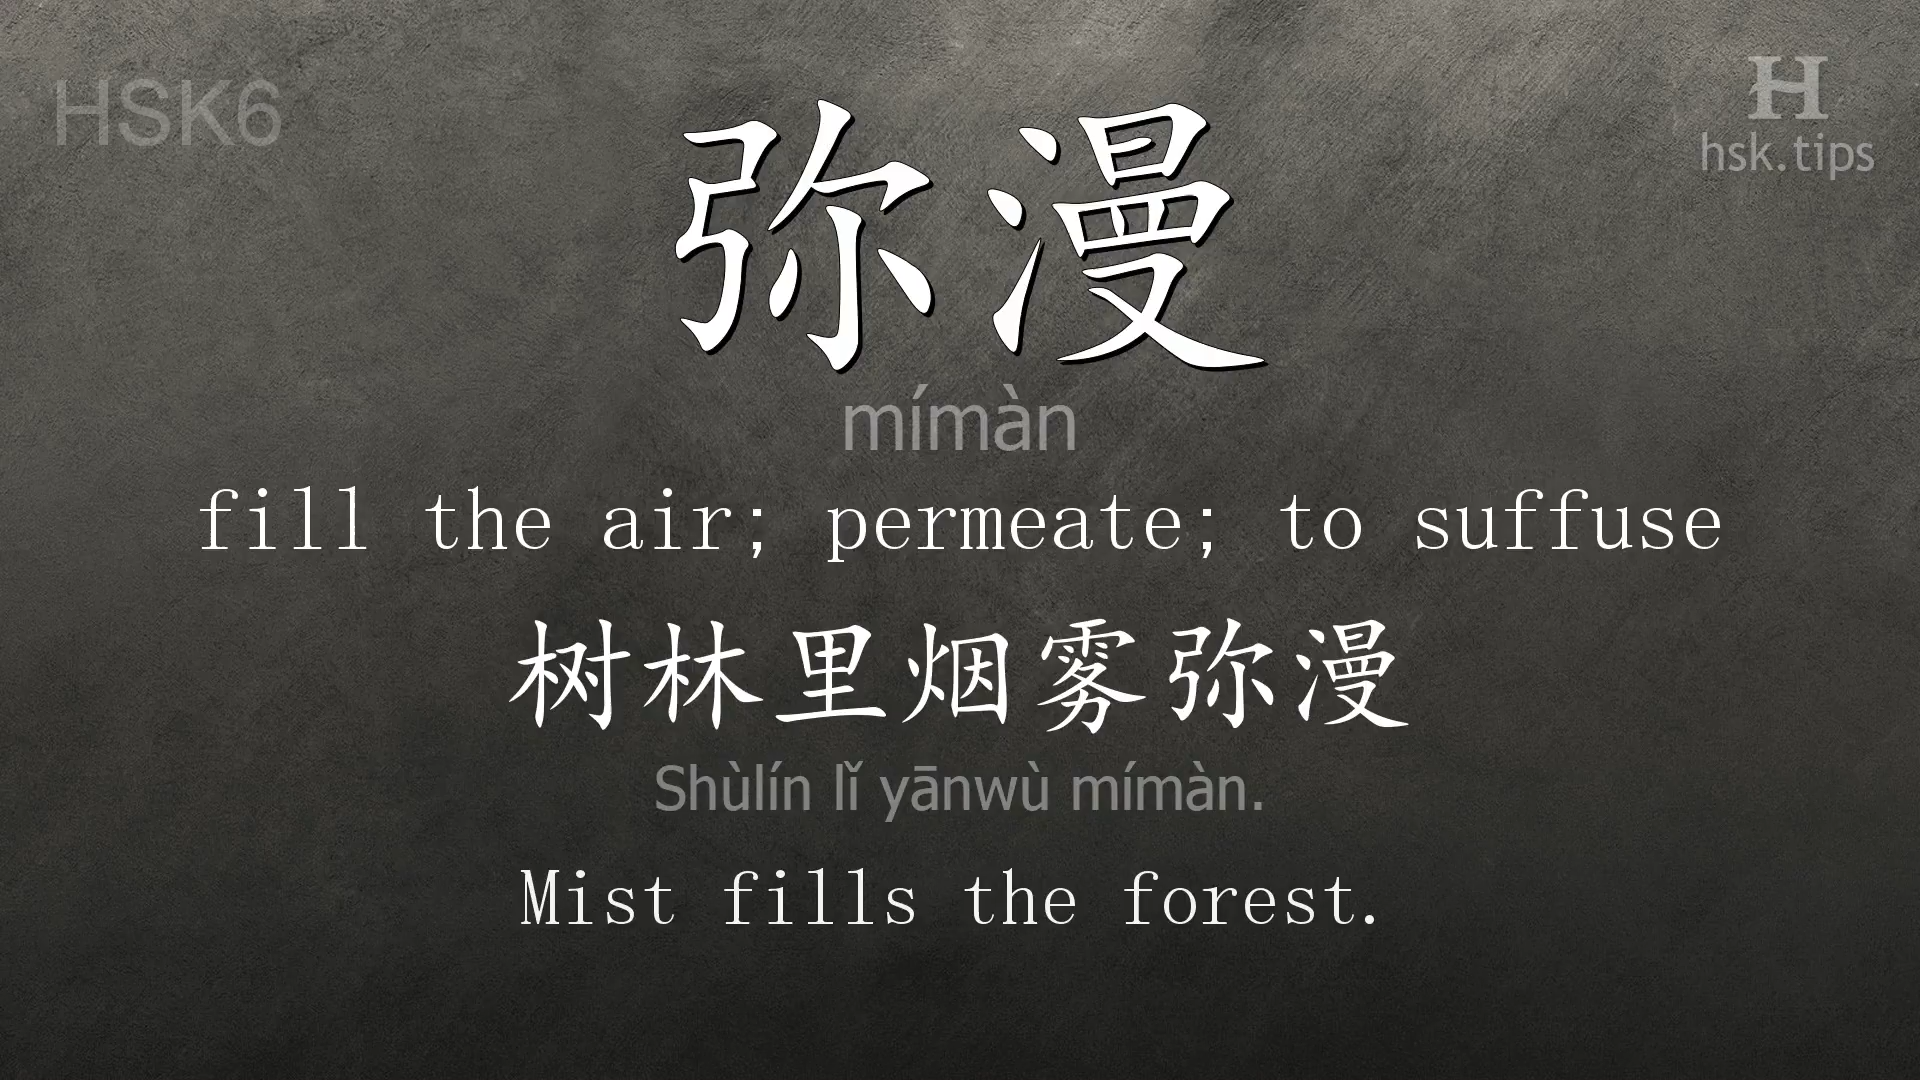 HSK6
H
hsk.tips
弥漫
mímàn
fill the air; permeate; to suffuse
树林里烟雾弥漫
Shùlín lǐ yānwù mímàn.
Mist fills the forest.